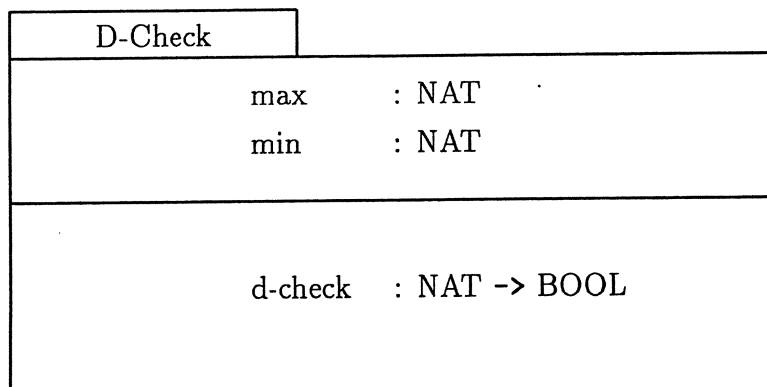 D-Check
max : NAT
min : NAT
d-check : NAT -> BOOL